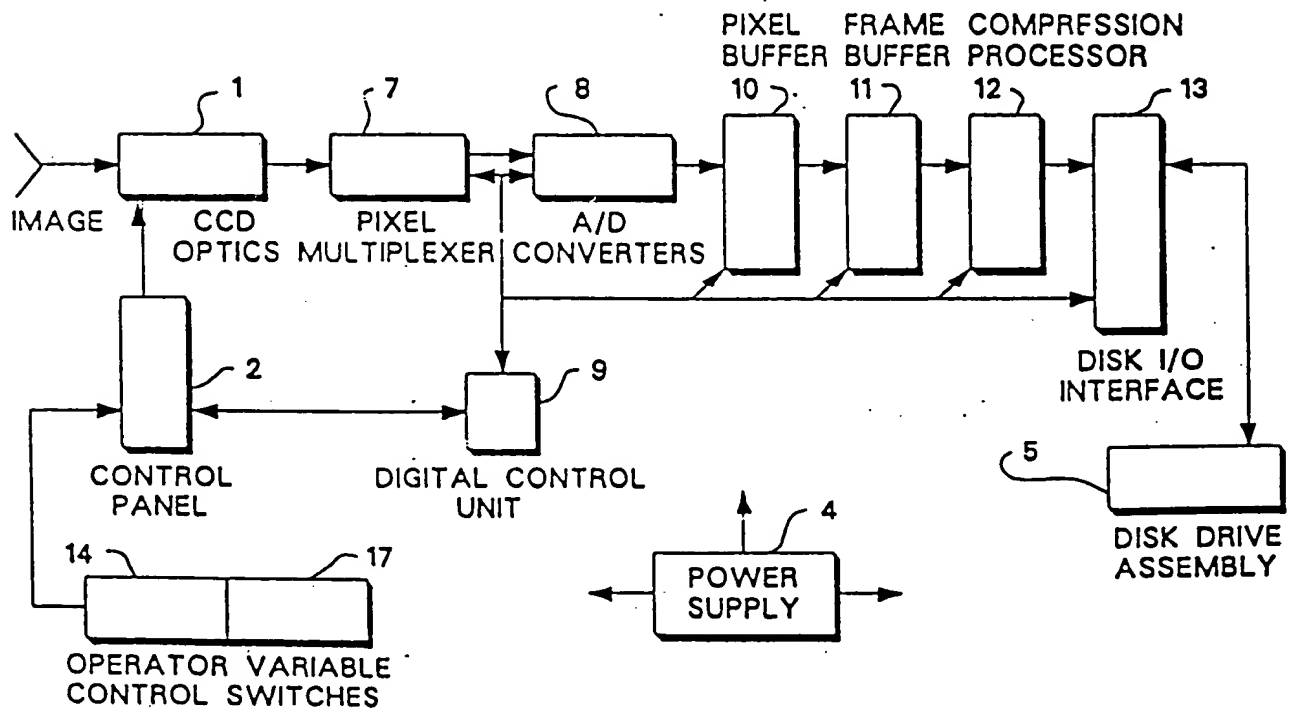 PIXEL BUFFER
FRAME BUFFER
COMPRESSION PROCESSOR
1
7
8
10
11
12
13
IMAGE
CCD OPTICS
PIXEL MULTIPLEXER
A/D CONVERTERS
2
9
DISK I/O INTERFACE
CONTROL PANEL
DIGITAL CONTROL UNIT
5
4
DISK DRIVE ASSEMBLY
14
17
POWER SUPPLY
OPERATOR VARIABLE
CONTROL SWITCHES